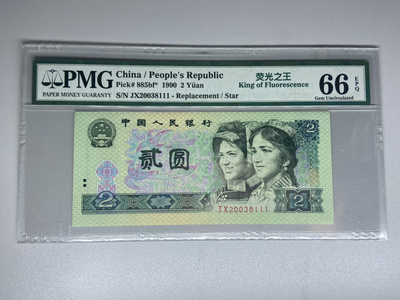 PMG
PAPER MONEY GUARANTY
China / People's Republic
Pick# 885bf* 1990 2 Yüan
S/N JX20038111 - Replacement / Star
荧光之王
King of Fluorescence
66 EPQ
Gem Uncirculated
中国人民银行
2
贰圆
2
JX20038111
2